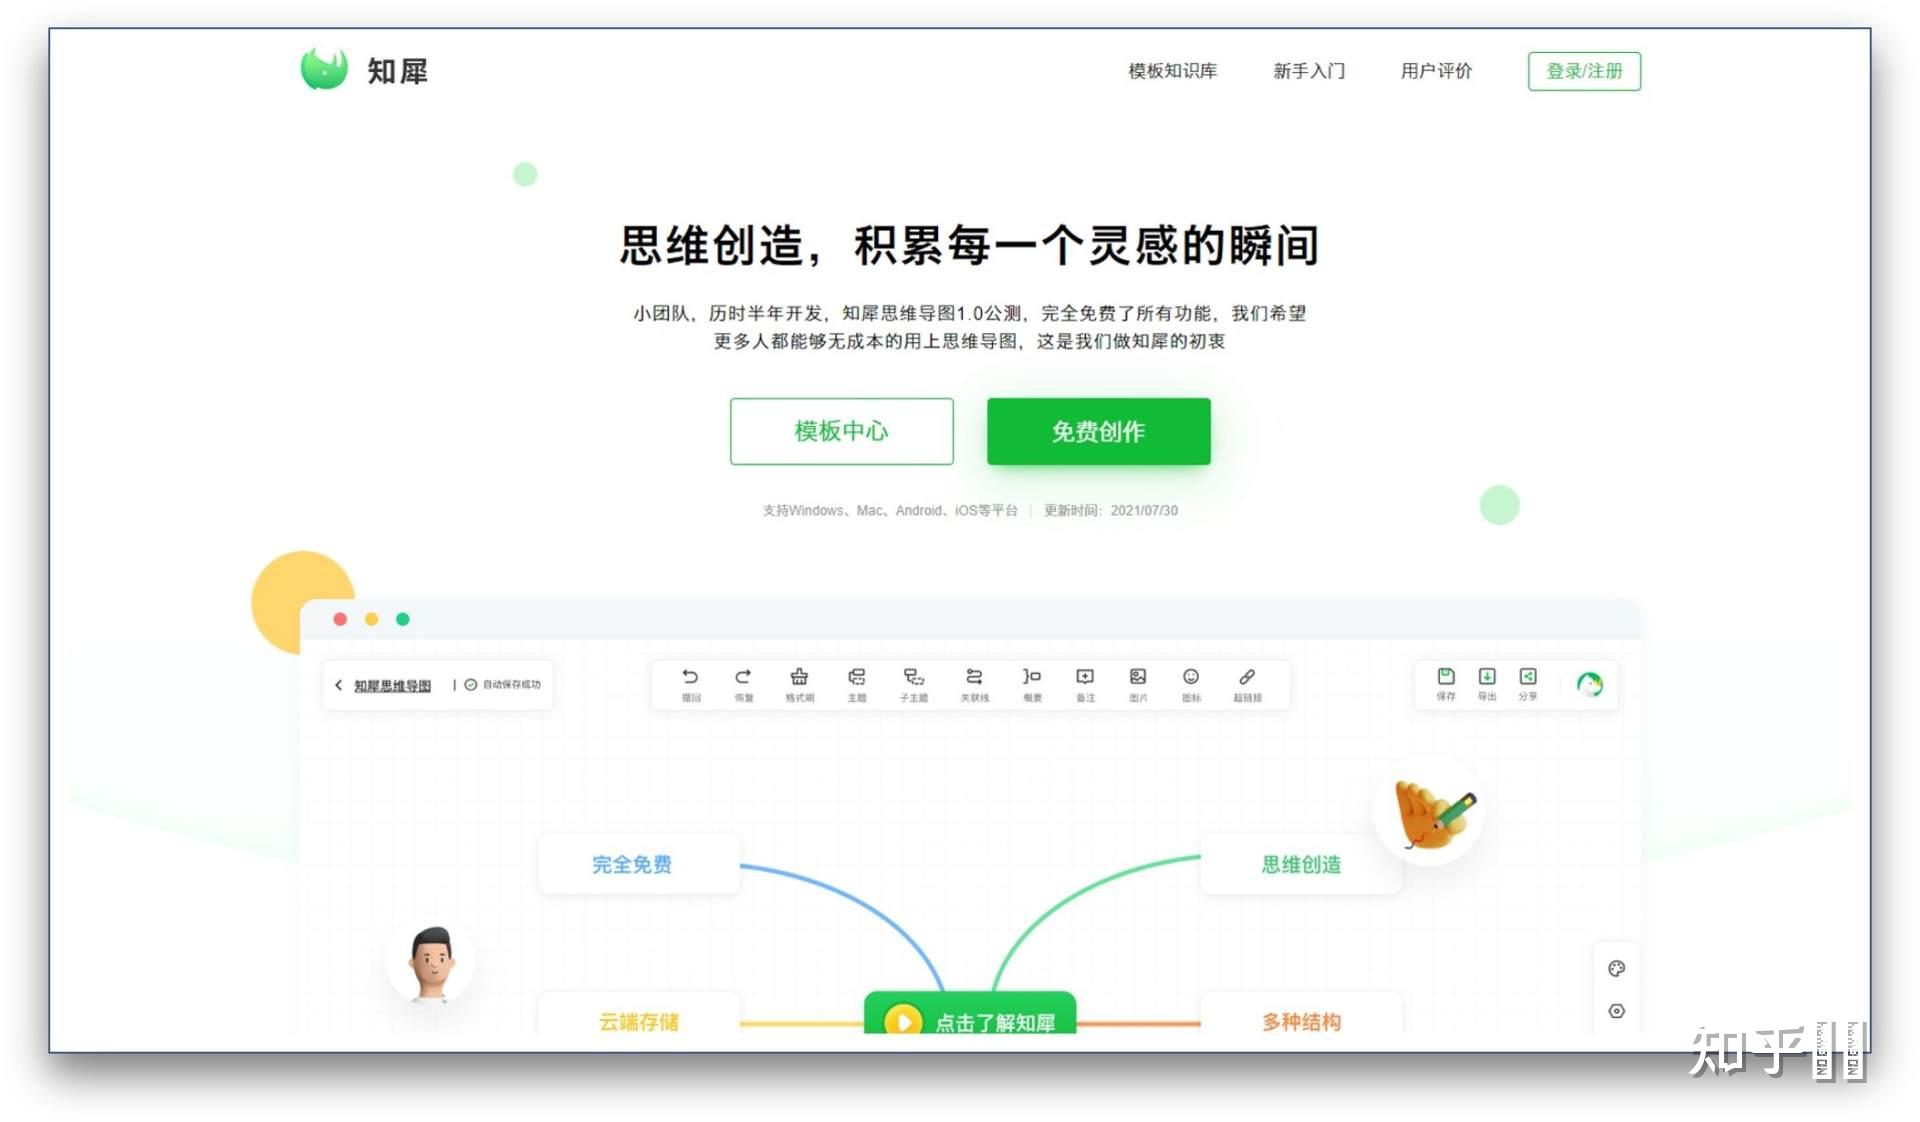 知犀
模板知识库
新手入门
用户评价
登录/注册
思维创造，积累每一个灵感的瞬间
小团队，历时半年开发，知犀思维导图1.0公测，完全免费了所有功能，我们希望
更多人都能够无成本的用上思维导图，这是我们做知犀的初衷
模板中心
免费创作
支持Windows、Mac、Android、iOS等平台 | 更新时间：2021/07/30
知犀思维导图 | 自动保存成功
撤回
恢复
格式刷
主题
子主题
关联线
概要
备注
图片
图标
超链接
保存
导出
分享
完全免费
思维创造
云端存储
点击了解知犀
多种结构
知乎